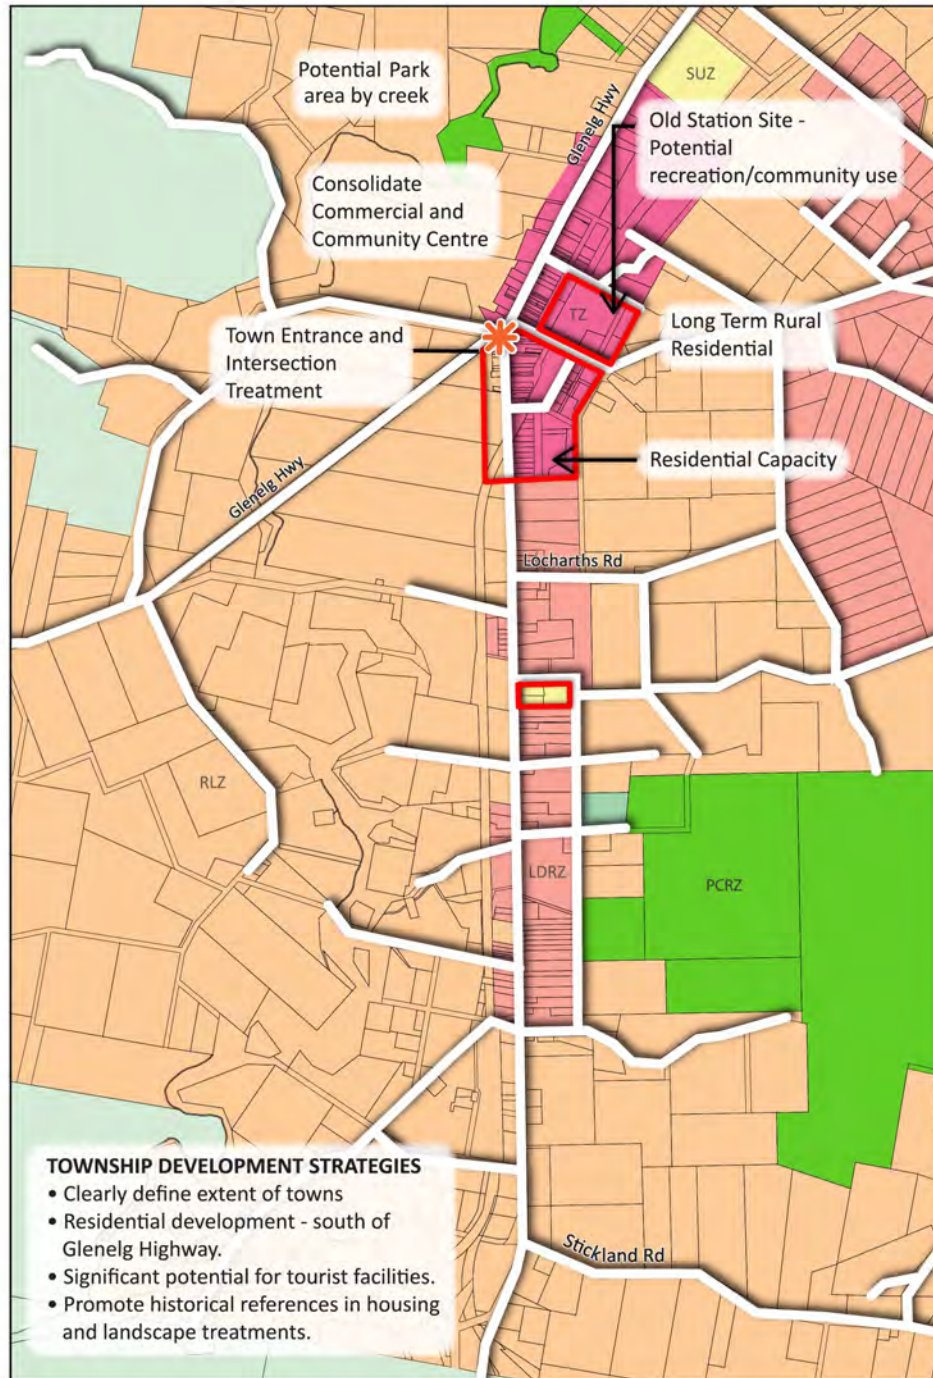 SUZ
Potential Park
area by creek
Glenelg Hwy
Old Station Site -
Potential
recreation/community use
Consolidate
Commercial and
Community Centre
TZ
Town Entrance and
Intersection
Treatment
Long Term Rural
Residential
Residential Capacity
Glenelg Hwy
Locharths Rd
RLZ
LDRZ
PCRZ
TOWNSHIP DEVELOPMENT STRATEGIES
• Clearly define extent of towns
• Residential development - south of
Glenelg Highway.
• Significant potential for tourist facilities.
• Promote historical references in housing
and landscape treatments.
Stickland Rd